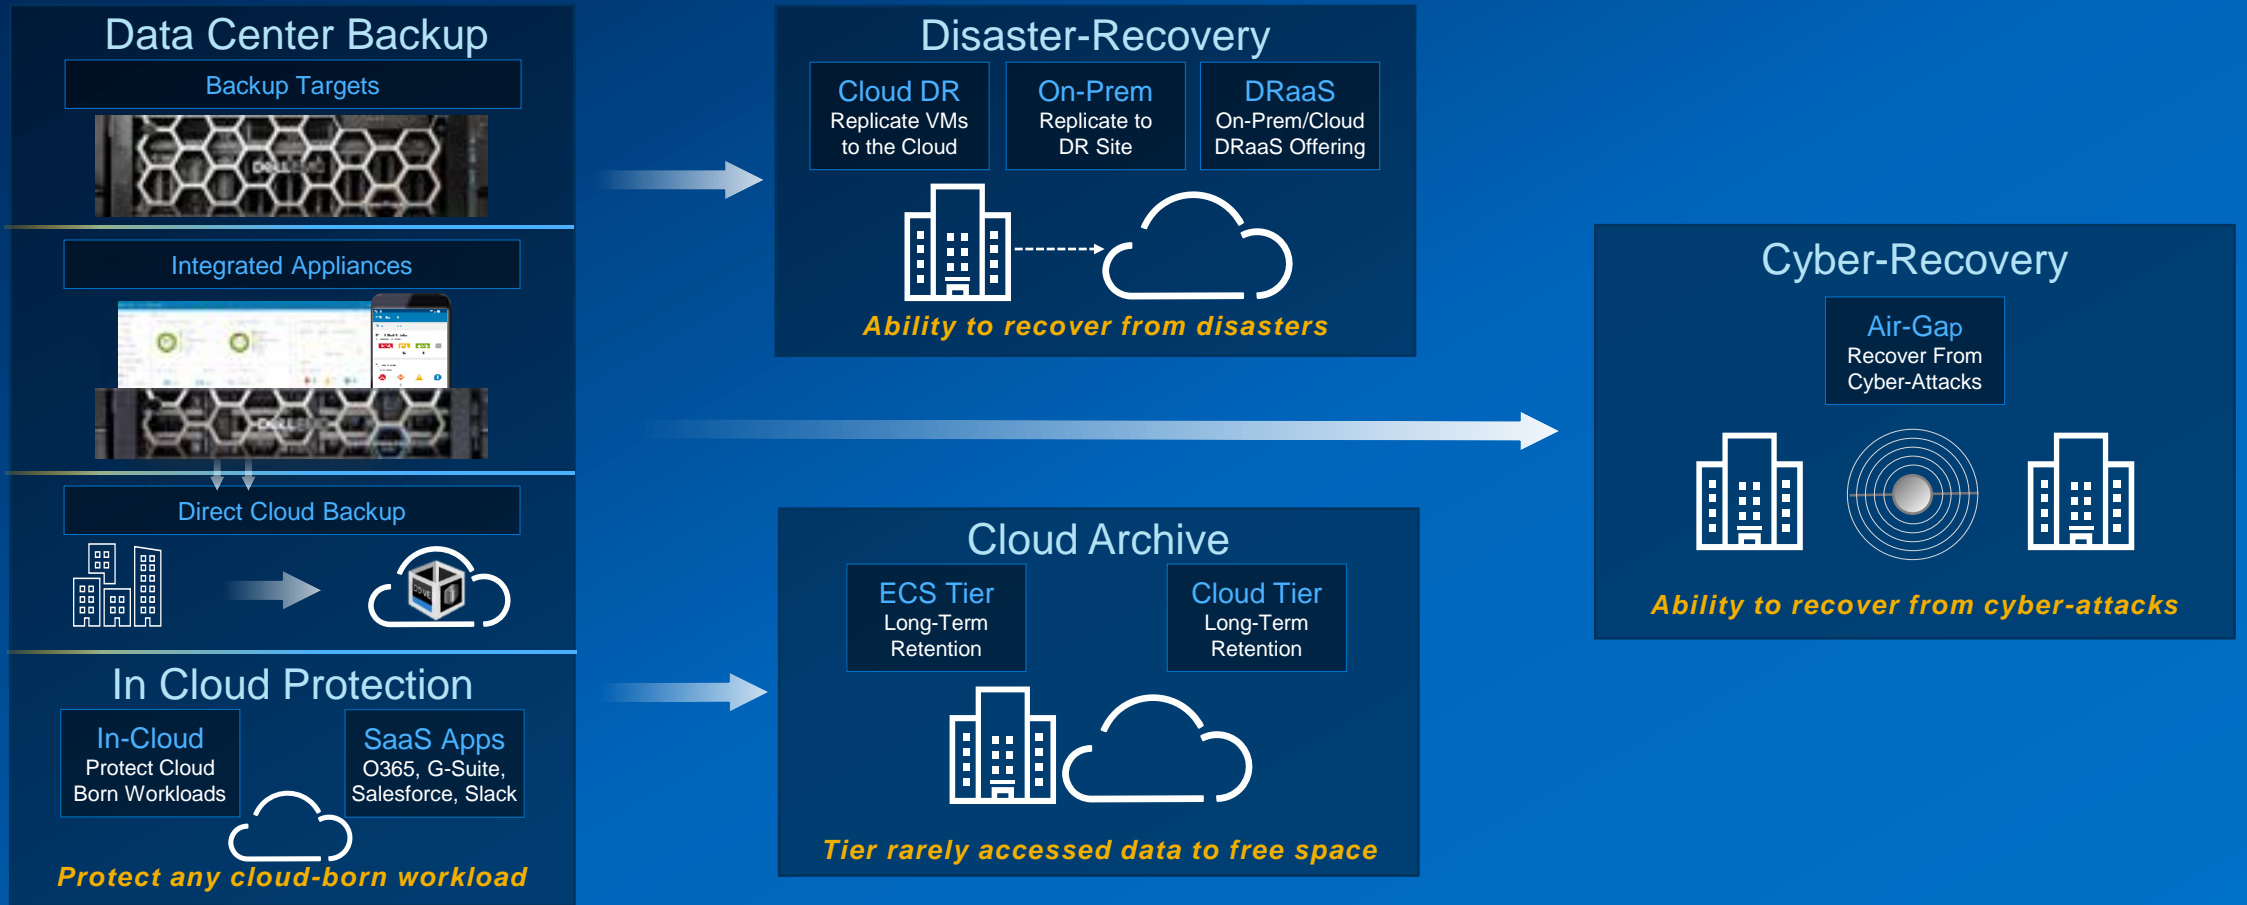 Data Center Backup
Backup Targets
DELLEMC
Integrated Appliances
DELLEMC
Direct Cloud Backup
DDVE
In Cloud Protection
In-Cloud
Protect Cloud
Born Workloads
SaaS Apps
O365, G-Suite,
Salesforce, Slack
Protect any cloud-born workload
Disaster-Recovery
Cloud DR
Replicate VMs
to the Cloud
On-Prem
Replicate to
DR Site
DRaaS
On-Prem/Cloud
DRaaS Offering
Ability to recover from disasters
Cloud Archive
ECS Tier
Long-Term
Retention
Cloud Tier
Long-Term
Retention
Tier rarely accessed data to free space
Cyber-Recovery
Air-Gap
Recover From
Cyber-Attacks
Ability to recover from cyber-attacks